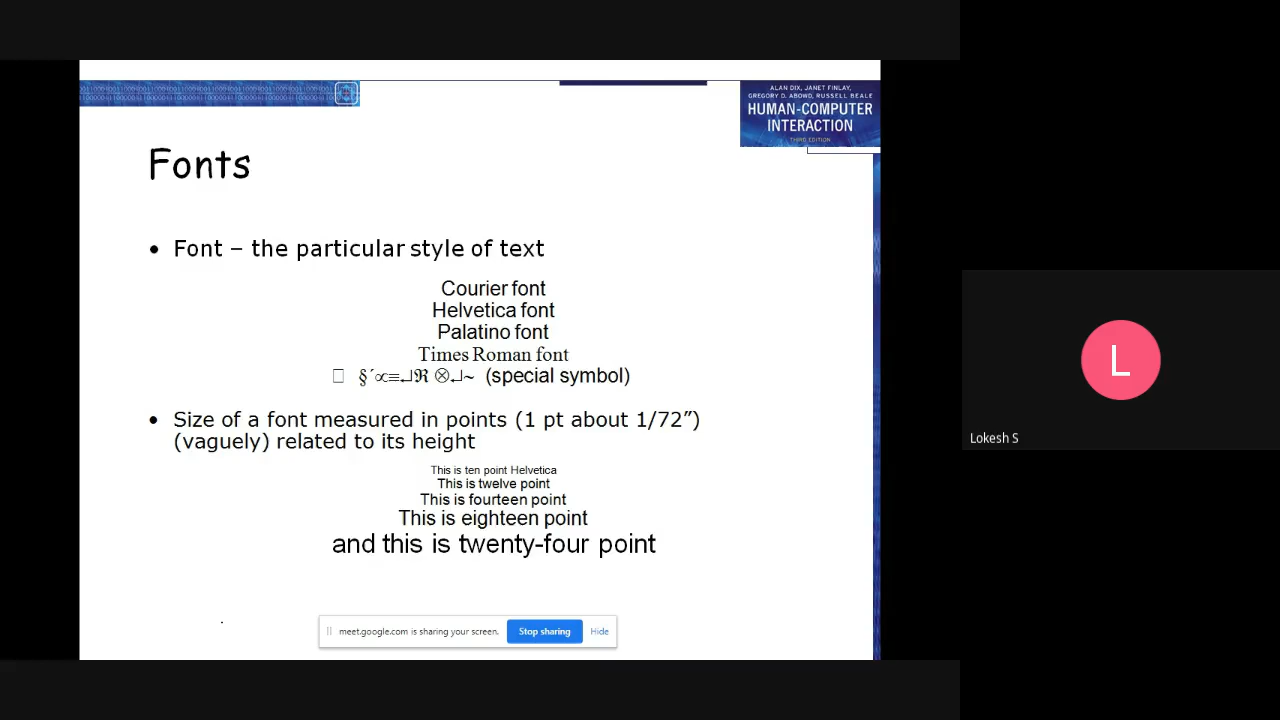 ALAN DIX, JANET FINLAY,
GREGORY D. ABOWD, RUSSELL BEALE
HUMAN-COMPUTER
INTERACTION
THIRD EDITION
Fonts
• Font – the particular style of text
Courier font
Helvetica font
Palatino font
Times Roman font
□ §´∝≡↵ℜ ⊗↵~ (special symbol)
• Size of a font measured in points (1 pt about 1/72”)
(vaguely) related to its height
This is ten point Helvetica
This is twelve point
This is fourteen point
This is eighteen point
and this is twenty-four point
meet.google.com is sharing your screen. Stop sharing Hide
L
Lokesh S